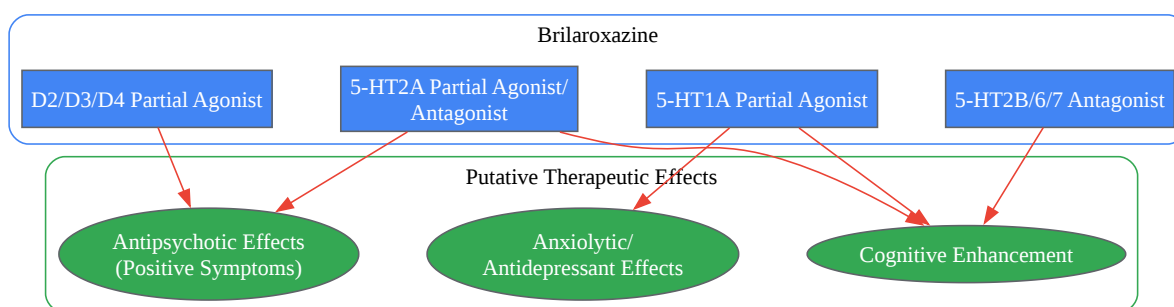 Brilaroxazine
D2/D3/D4 Partial Agonist
5-HT2A Partial Agonist/
Antagonist
5-HT1A Partial Agonist
5-HT2B/6/7 Antagonist
Putative Therapeutic Effects
Antipsychotic Effects
(Positive Symptoms)
Anxiolytic/
Antidepressant Effects
Cognitive Enhancement